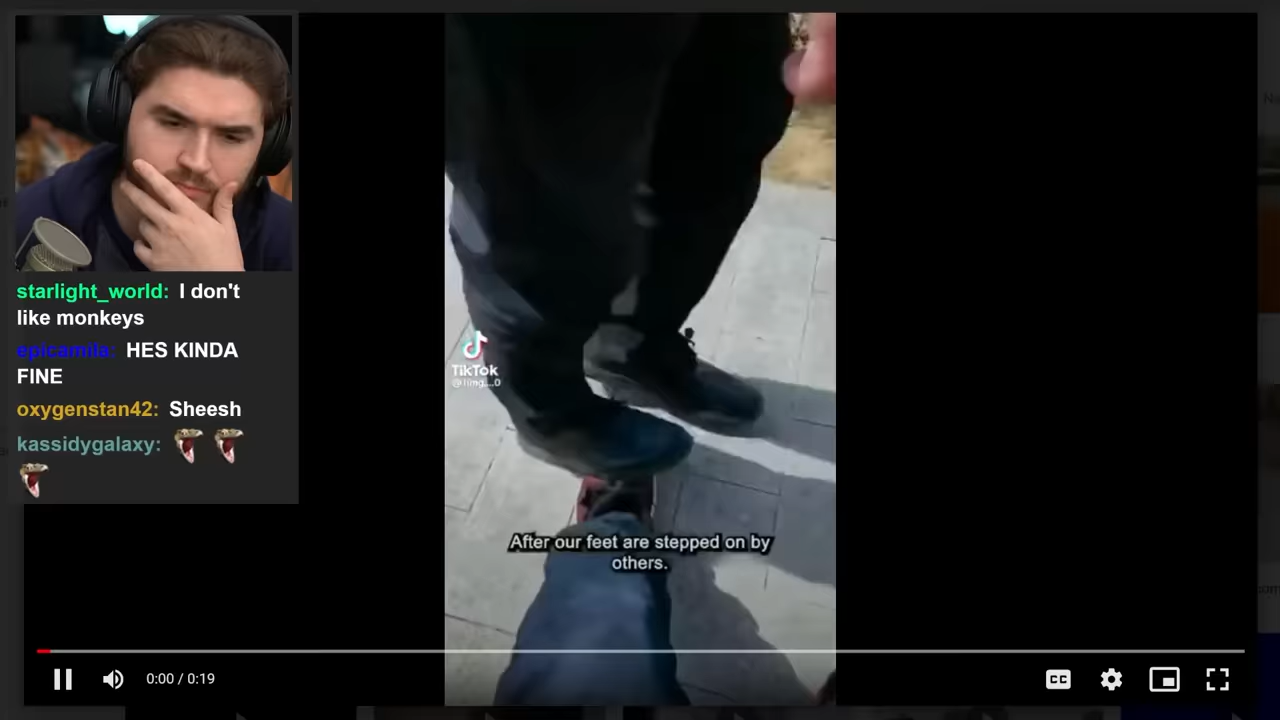 starlight_world: I don't
like monkeys
epicamila: HES KINDA
FINE
oxygenstan42: Sheesh
kassidygalaxy:
TikTok
After our feet are stepped on by
others.
0:00 / 0:19
CC